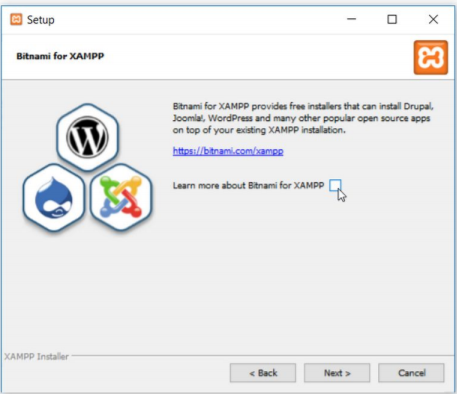 Setup
Bitnami for XAMPP
Bitnami for XAMPP provides free installers that can install Drupal,
Joomla!, WordPress and many other popular open source apps
on top of your existing XAMPP installation.
https://bitnami.com/xampp
Learn more about Bitnami for XAMPP
XAMPP Installer
< Back
Next >
Cancel